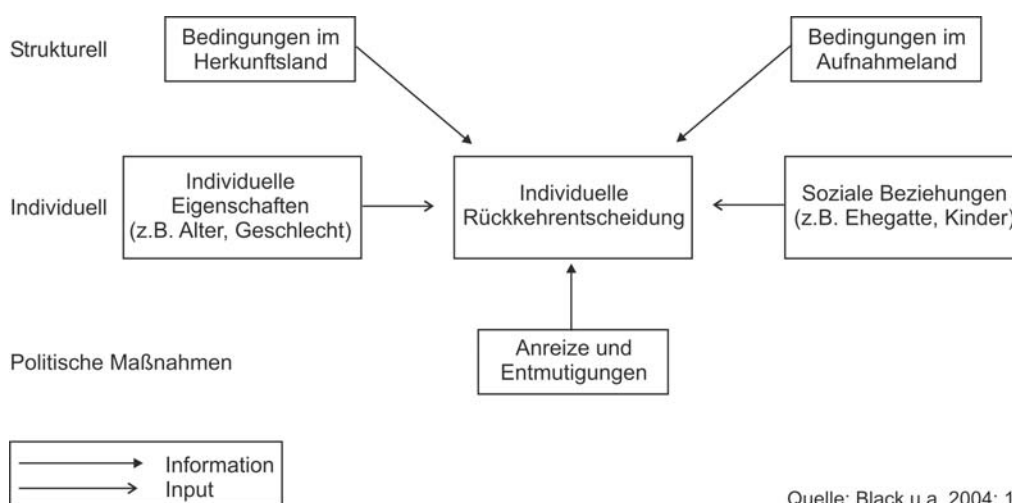 Strukturell
Bedingungen im
Herkunftsland
Bedingungen im
Aufnahmeland
Individuell
Individuelle
Eigenschaften
(z.B. Alter, Geschlecht)
Individuelle
Rückkehrentscheidung
Soziale Beziehungen
(z.B. Ehegatte, Kinder)
Politische Maßnahmen
Anreize und
Entmutigungen
Information
Input
Quelle: Black u.a. 2004: 1